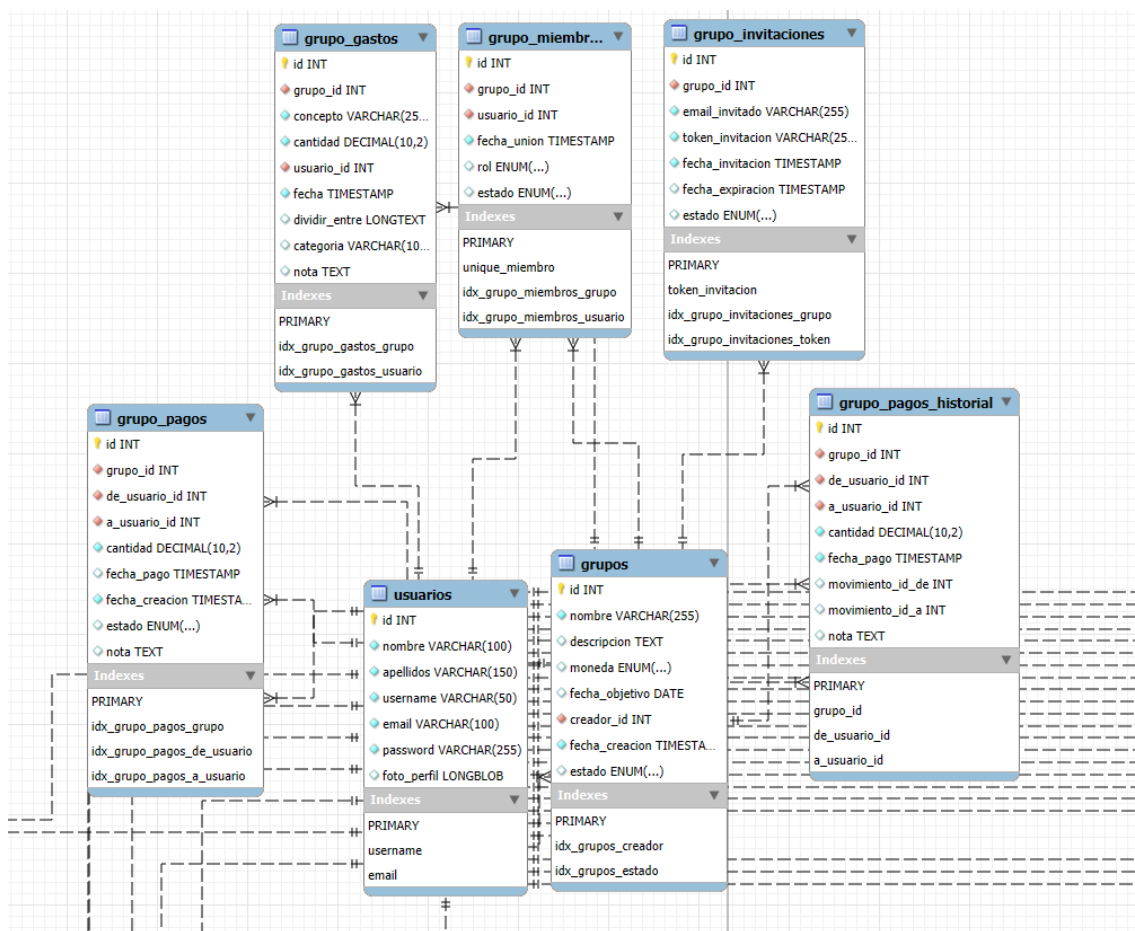 grupo_gastos
id INT
grupo_id INT
concepto VARCHAR(25...
cantidad DECIMAL(10,2)
usuario_id INT
fecha TIMESTAMP
dividir_entre LONGTEXT
categoria VARCHAR(10...
nota TEXT
Indexes
PRIMARY
idx_grupo_gastos_grupo
idx_grupo_gastos_usuario
grupo_miembr...
id INT
grupo_id INT
usuario_id INT
fecha_union TIMESTAMP
rol ENUM(...)
estado ENUM(...)
Indexes
PRIMARY
unique_miembro
idx_grupo_miembros_grupo
idx_grupo_miembros_usuario
grupo_invitaciones
id INT
grupo_id INT
email_invitado VARCHAR(255)
token_invitacion VARCHAR(25...
fecha_invitacion TIMESTAMP
fecha_expiracion TIMESTAMP
estado ENUM(...)
Indexes
PRIMARY
token_invitacion
idx_grupo_invitaciones_grupo
idx_grupo_invitaciones_token
grupo_pagos
id INT
grupo_id INT
de_usuario_id INT
a_usuario_id INT
cantidad DECIMAL(10,2)
fecha_pago TIMESTAMP
fecha_creacion TIMESTA...
estado ENUM(...)
nota TEXT
Indexes
PRIMARY
idx_grupo_pagos_grupo
idx_grupo_pagos_de_usuario
idx_grupo_pagos_a_usuario
grupo_pagos_historial
id INT
grupo_id INT
de_usuario_id INT
a_usuario_id INT
cantidad DECIMAL(10,2)
fecha_pago TIMESTAMP
movimiento_id_de INT
movimiento_id_a INT
nota TEXT
Indexes
PRIMARY
grupo_id
de_usuario_id
a_usuario_id
usuarios
id INT
nombre VARCHAR(100)
apellidos VARCHAR(150)
username VARCHAR(50)
email VARCHAR(100)
password VARCHAR(255)
foto_perfil LONGBLOB
Indexes
PRIMARY
username
email
grupos
id INT
nombre VARCHAR(255)
descripcion TEXT
moneda ENUM(...)
fecha_objetivo DATE
creador_id INT
fecha_creacion TIMESTA...
estado ENUM(...)
Indexes
PRIMARY
idx_grupos_creador
idx_grupos_estado